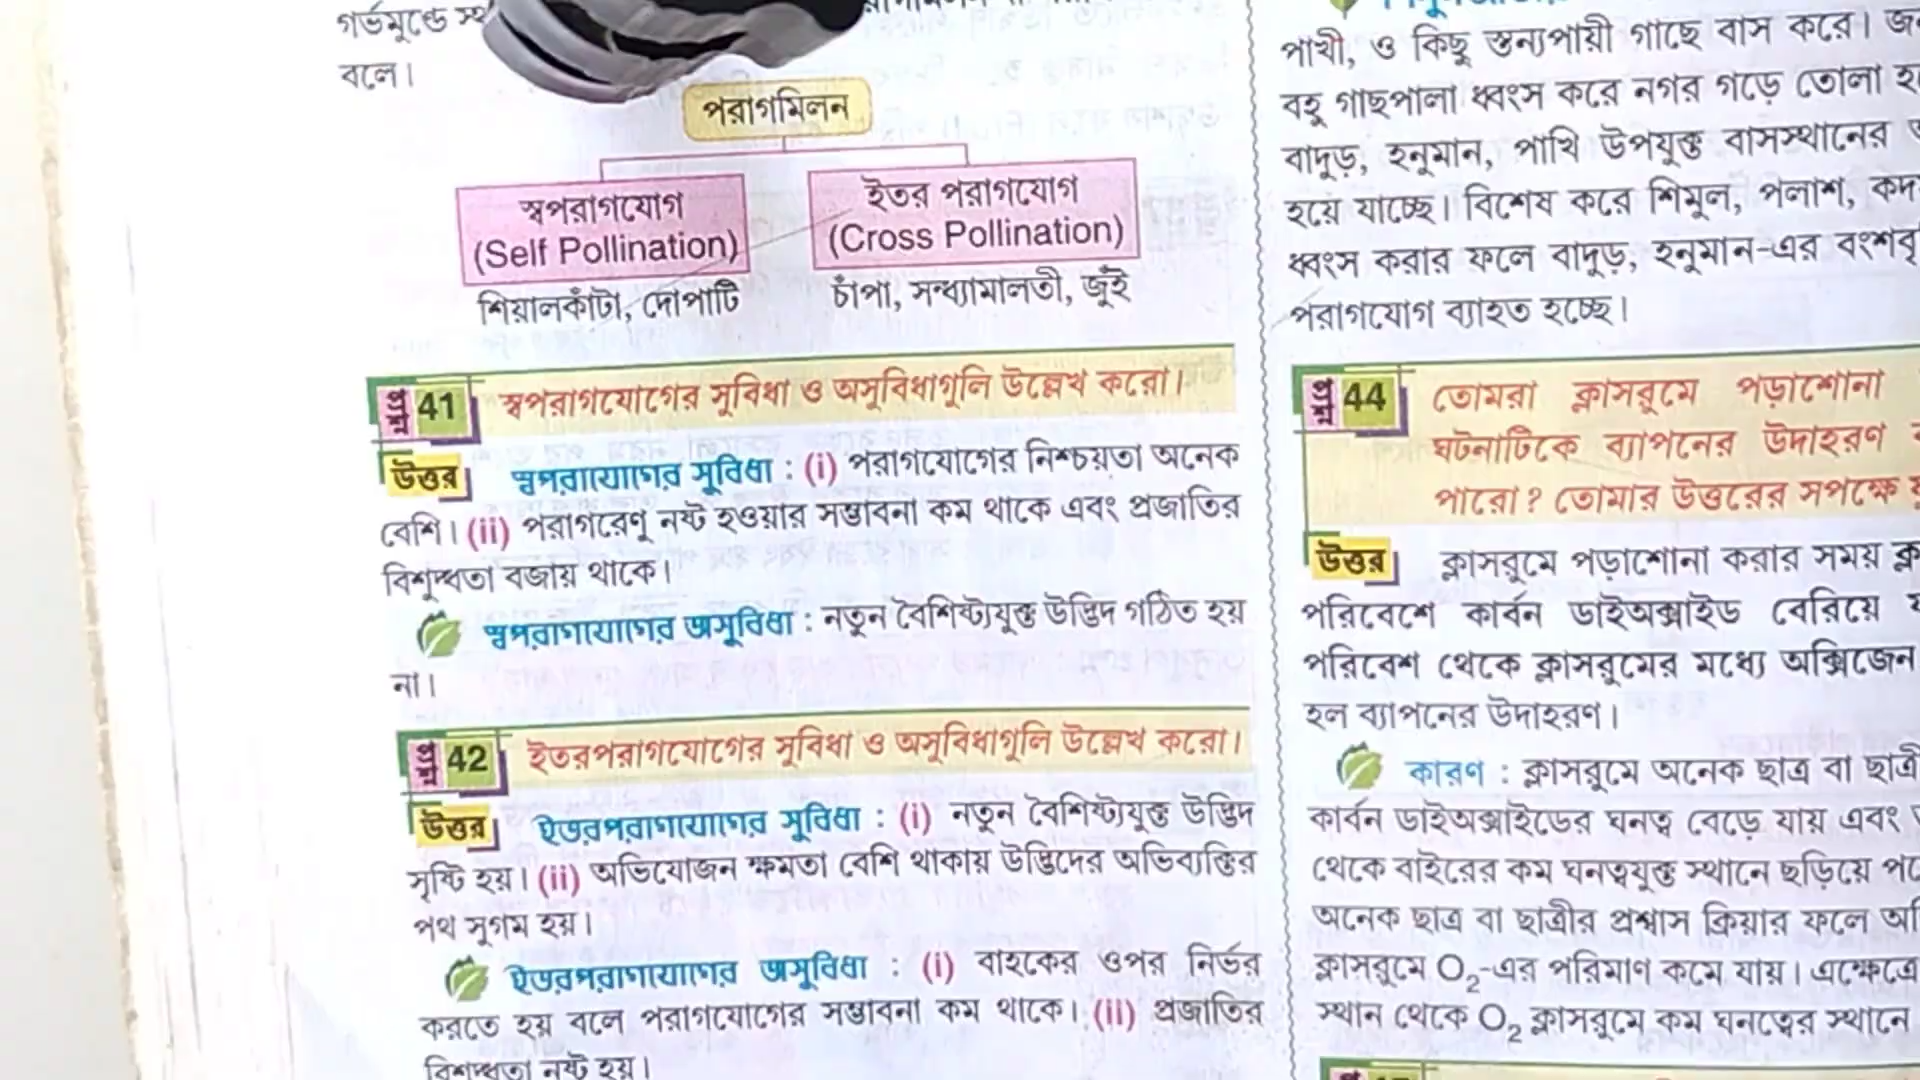 গর্ভমুণ্ডে
বলে।
পরাগমিলন
স্বপরাগযোগ
(Self Pollination)
ইতর পরাগযোগ
(Cross Pollination)
শিয়ালকাঁটা, দোপাটি
চাঁপা, সন্ধ্যামালতী, জুঁই
প্রশ্ন 41 স্বপরাগযোগের সুবিধা ও অসুবিধাগুলি উল্লেখ করো।
উত্তর স্বপরাগযোগের সুবিধা : (i) পরাগযোগের নিশ্চয়তা অনেক
বেশি। (ii) পরাগরেণু নষ্ট হওয়ার সম্ভাবনা কম থাকে এবং প্রজাতির
বিশুদ্ধতা বজায় থাকে।
স্বপরাগযোগের অসুবিধা : নতুন বৈশিষ্ট্যযুক্ত উদ্ভিদ গঠিত হয়
না।
প্রশ্ন 42 ইতরপরাগযোগের সুবিধা ও অসুবিধাগুলি উল্লেখ করো।
উত্তর ইতরপরাগযোগের সুবিধা : (i) নতুন বৈশিষ্ট্যযুক্ত উদ্ভিদ
সৃষ্টি হয়। (ii) অভিযোজন ক্ষমতা বেশি থাকায় উদ্ভিদের অভিব্যক্তির
পথ সুগম হয়।
ইতরপরাগযোগের অসুবিধা : (i) বাহকের ওপর নির্ভর
করতে হয় বলে পরাগযোগের সম্ভাবনা কম থাকে। (ii) প্রজাতির
বিশুদ্ধতা নষ্ট হয়।
পাখী, ও কিছু স্তন্যপায়ী গাছে বাস করে।
বহু গাছপালা ধ্বংস করে নগর গড়ে তোলা
বাদুড়, হনুমান, পাখি উপযুক্ত বাসস্থানের
হয়ে যাচ্ছে। বিশেষ করে শিমুল, পলাশ,
ধ্বংস করার ফলে বাদুড়, হনুমান-এর
পরাগযোগ ব্যাহত হচ্ছে।
প্রশ্ন 44 তোমরা ক্লাসরুমে পড়াশোনা
ঘটনাটিকে ব্যাপনের উদাহরণ
পারো? তোমার উত্তরের সপক্ষে
উত্তর ক্লাসরুমে পড়াশোনা করার সময়
পরিবেশে কার্বন ডাইঅক্সাইড বেরিয়ে
পরিবেশ থেকে ক্লাসরুমের মধ্যে অক্সিজেন
হল ব্যাপনের উদাহরণ।
কারণ : ক্লাসরুমে অনেক ছাত্র বা ছাত্রী
কার্বন ডাইঅক্সাইডের ঘনত্ব বেড়ে যায় এবং
থেকে বাইরের কম ঘনত্বযুক্ত স্থানে ছড়িয়ে
অনেক ছাত্র বা ছাত্রীর প্রশ্বাস ক্রিয়ার ফলে
ক্লাসরুমে O₂-এর পরিমাণ কমে যায়। এক্ষেত্রে
স্থান থেকে O₂ ক্লাসরুমে কম ঘনত্বের স্থানে